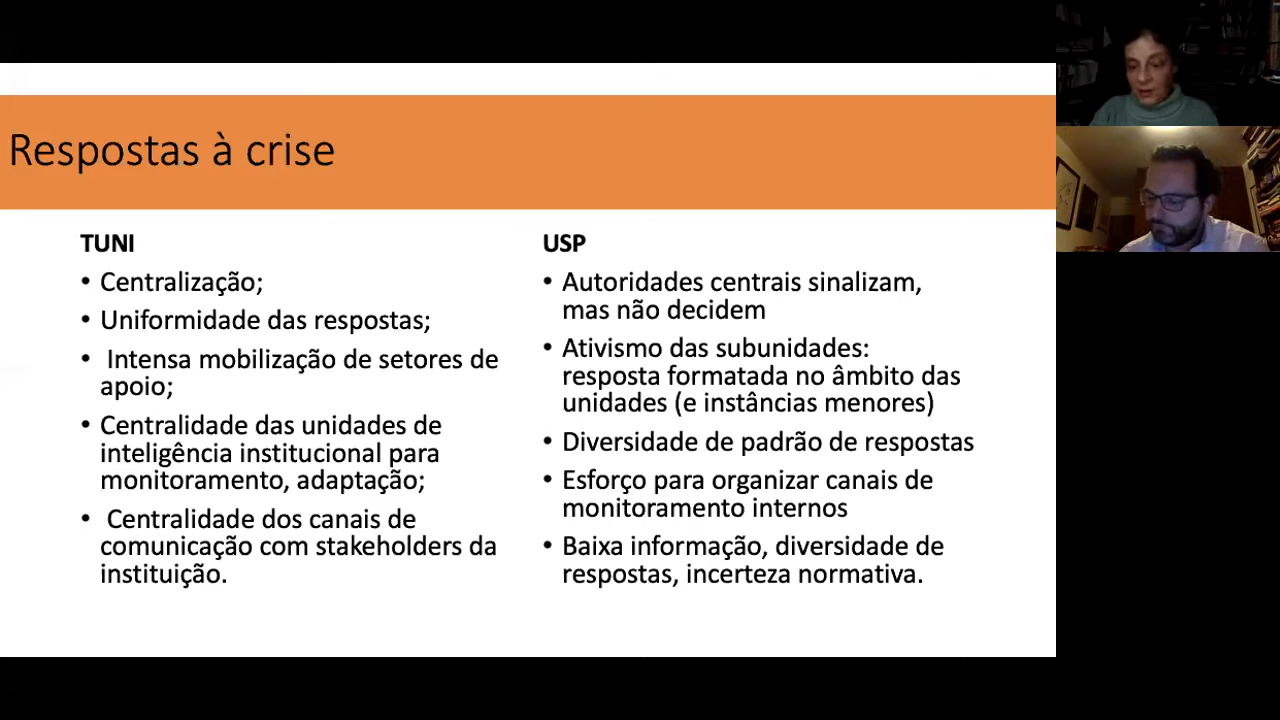 Respostas à crise
TUNI
• Centralização;
• Uniformidade das respostas;
• Intensa mobilização de setores de
apoio;
• Centralidade das unidades de
inteligência institucional para
monitoramento, adaptação;
• Centralidade dos canais de
comunicação com stakeholders da
instituição.
USP
• Autoridades centrais sinalizam,
mas não decidem
• Ativismo das subunidades:
resposta formatada no âmbito das
unidades (e instâncias menores)
• Diversidade de padrão de respostas
• Esforço para organizar canais de
monitoramento internos
• Baixa informação, diversidade de
respostas, incerteza normativa.